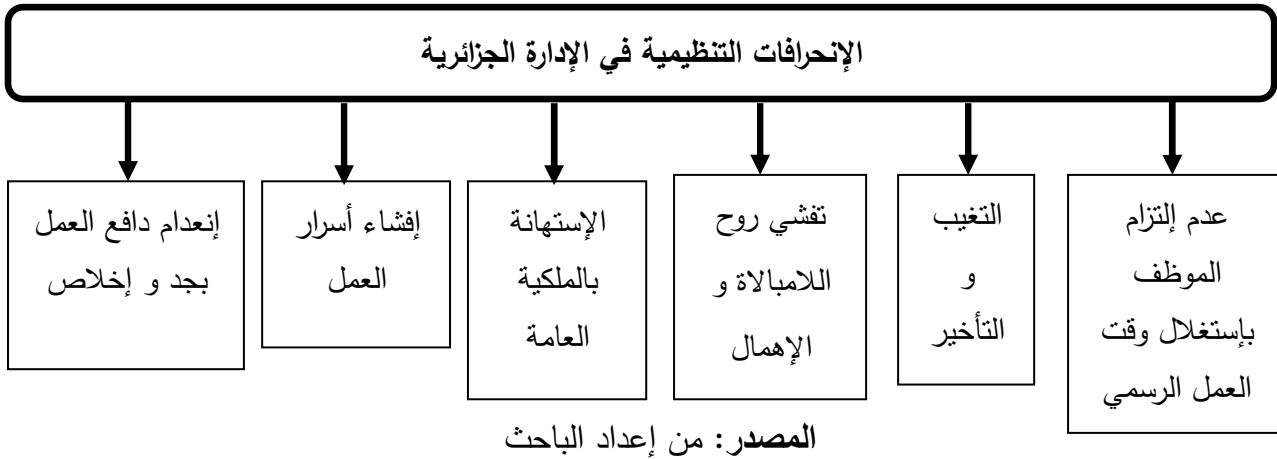 الإنحرافات التنظيمية في الإدارة الجزائرية
عدم إلتزام
الموظف
بإستغلال وقت
العمل الرسمي
التغيب
و
التأخير
تفشي روح
اللامبالاة و
الإهمال
الإستهانة
بالملكية
العامة
إفشاء أسرار
العمل
إنعدام دافع العمل
بجد و إخلاص
المصدر: من إعداد الباحث